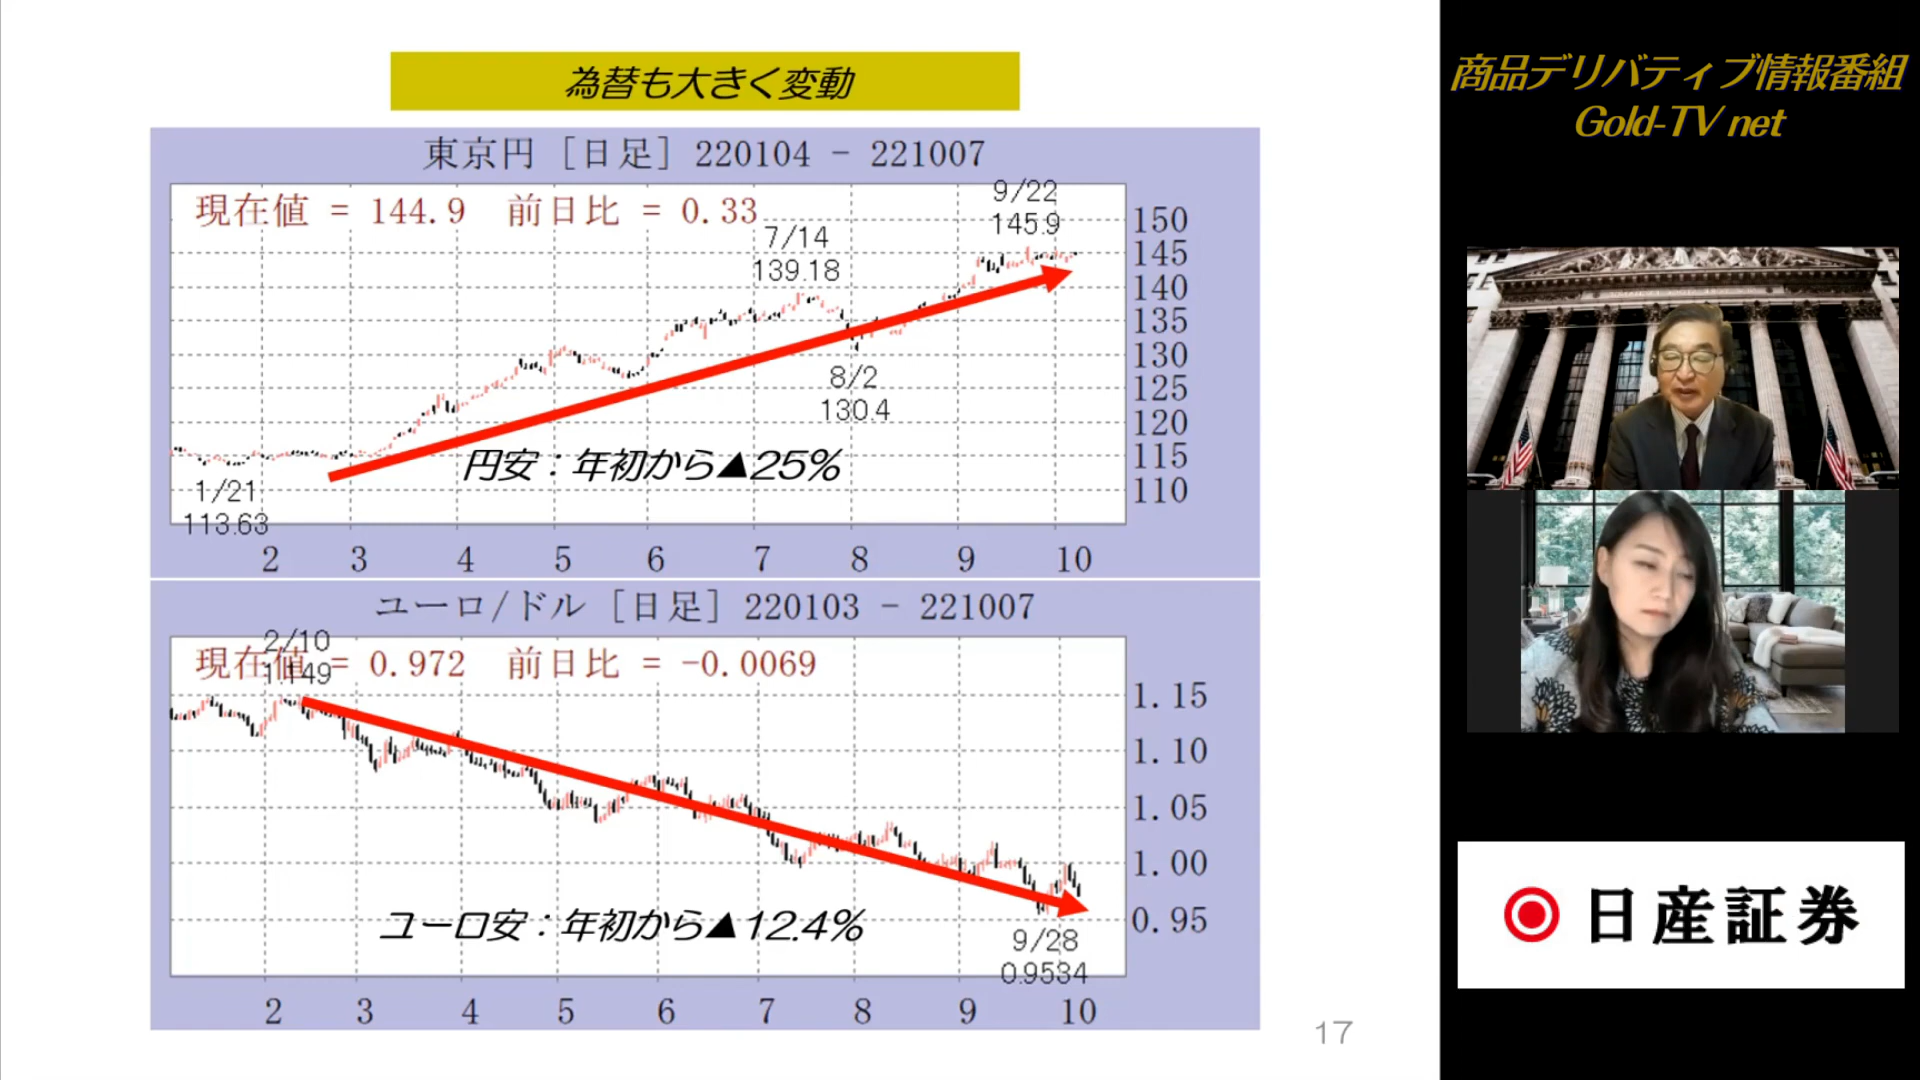 為替も大きく変動
東京円 [日足] 220104 - 221007
現在値 = 144.9 前日比 = 0.33
9/22
145.9
7/14
139.18
8/2
130.4
1/21
113.63
円安：年初から▲25%
150
145
140
135
130
125
120
115
110
2 3 4 5 6 7 8 9 10
ユーロ/ドル [日足] 220103 - 221007
2/10
1.149
現在値 = 0.972 前日比 = -0.0069
1.15
1.10
1.05
1.00
0.95
ユーロ安：年初から▲12.4%
9/28
0.9534
2 3 4 5 6 7 8 9 10
17
商品デリバティブ情報番組
Gold-TV net
日産証券